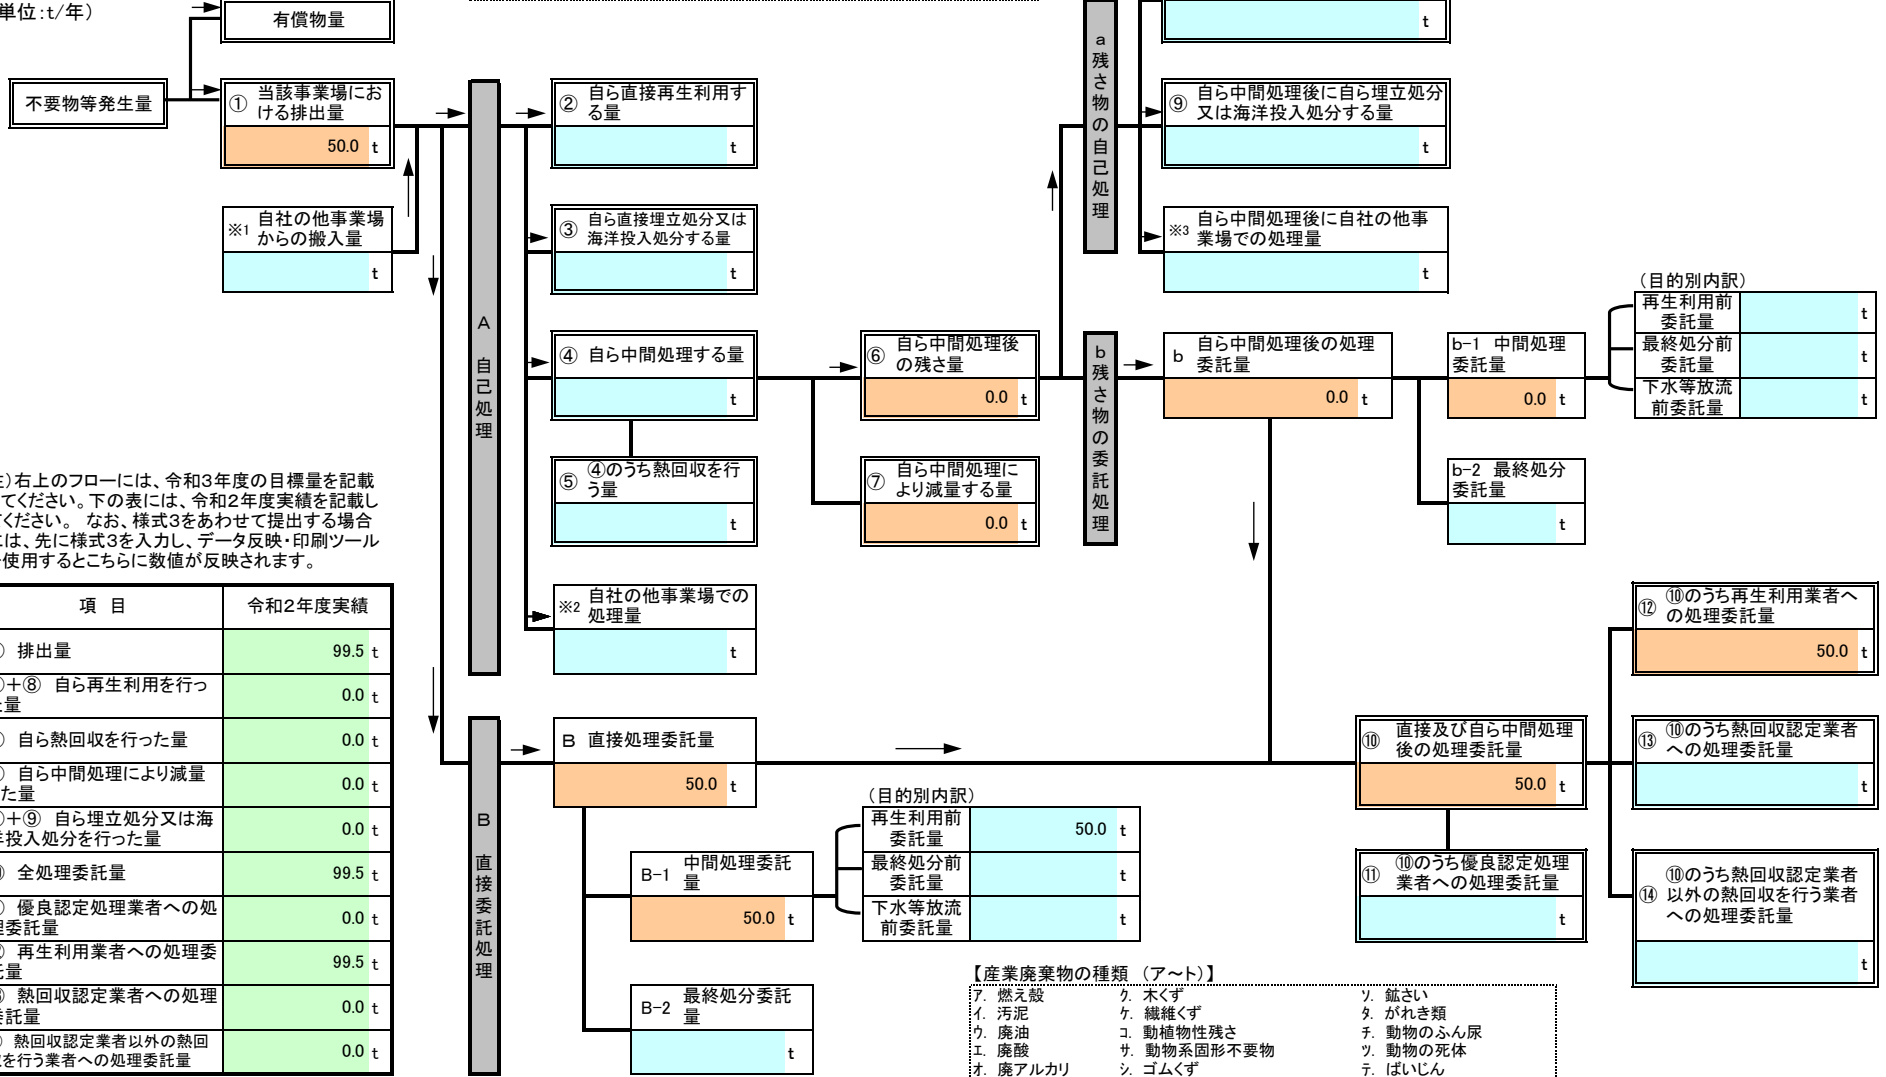 単位:t/年)
有償物量
t
不要物等発生量
① 当該事業場にお
ける排出量
50.0 t
※1 自社の他事業場
からの搬入量
t
A 自己処理
② 自ら直接再生利用す
る量
t
③ 自ら直接埋立処分又は
海洋投入処分する量
t
④ 自ら中間処理する量
t
⑤ ④のうち熱回収を行
う量
t
※2 自社の他事業場での
処理量
t
⑥ 自ら中間処理後
の残さ量
0.0 t
⑦ 自ら中間処理に
より減量する量
0.0 t
a 残さ物の自己処理
⑨ 自ら中間処理後に自ら埋立処分
又は海洋投入処分する量
t
※3 自ら中間処理後に自社の他事
業場での処理量
t
b 残さ物の委託処理
b 自ら中間処理後の処理
委託量
0.0 t
b-1 中間処理
委託量
0.0 t
b-2 最終処分
委託量
t
(目的別内訳)
再生利用前
委託量
t
最終処分前
委託量
t
下水等放流
前委託量
t
)右上のフローには、令和3年度の目標量を記載
てください。下の表には、令和2年度実績を記載し
ください。 なお、様式3をあわせて提出する場合
は、先に様式3を入力し、データ反映・印刷ツール
使用するとこちらに数値が反映されます。
項 目 令和2年度実績
排出量 99.5 t
+⑧ 自ら再生利用を行っ
量 0.0 t
自ら熱回収を行った量 0.0 t
自ら中間処理により減量
た量 0.0 t
+⑨ 自ら埋立処分又は海
投入処分を行った量 0.0 t
全処理委託量 99.5 t
優良認定処理業者への処
委託量 0.0 t
再生利用業者への処理委
量 99.5 t
熱回収認定業者への処理
託量 0.0 t
熱回収認定業者以外の熱回
を行う業者への処理委託量 0.0 t
B 直接委託処理
B 直接処理委託量
50.0 t
B-1 中間処理委託
量
50.0 t
B-2 最終処分委託
量
t
(目的別内訳)
再生利用前
委託量
50.0 t
最終処分前
委託量
t
下水等放流
前委託量
t
⑩ 直接及び自ら中間処理
後の処理委託量
50.0 t
⑪ ⑩のうち優良認定処理
業者への処理委託量
t
⑫ ⑩のうち再生利用業者へ
の処理委託量
50.0 t
⑬ ⑩のうち熱回収認定業者
への処理委託量
t
⑭ ⑩のうち熱回収認定業者
以外の熱回収を行う業者
への処理委託量
t
【産業廃棄物の種類 (ア～ト)】
ア. 燃え殻 ク. 木くず ソ. 鉱さい
イ. 汚泥 ケ. 繊維くず タ. がれき類
ウ. 廃油 コ. 動植物性残さ チ. 動物のふん尿
エ. 廃酸 サ. 動物系固形不要物 ツ. 動物の死体
オ. 廃アルカリ シ. ゴムくず テ. ばいじん